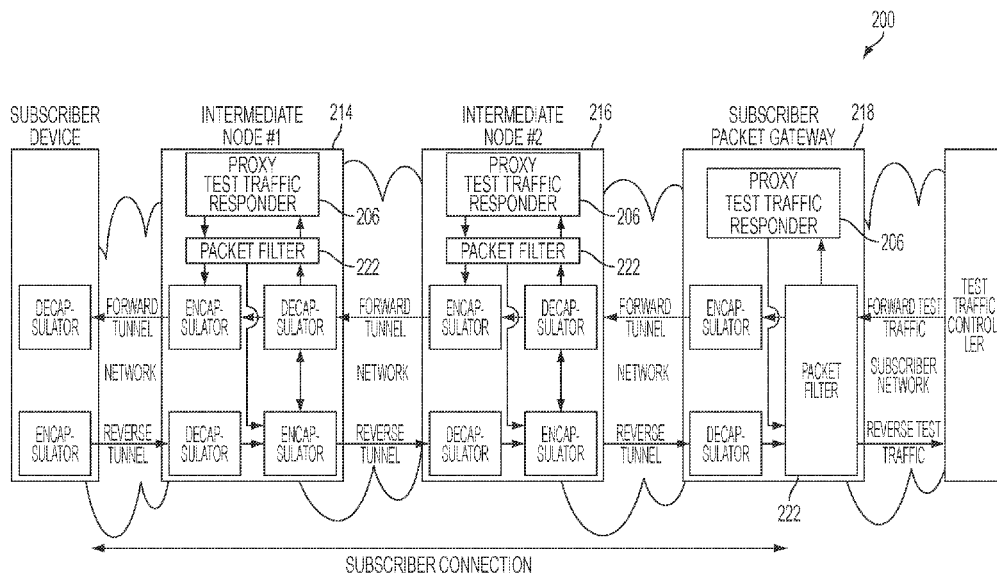 200
SUBSCRIBER
DEVICE
INTERMEDIATE
NODE #1
214
INTERMEDIATE
NODE #2
216
SUBSCRIBER
PACKET GATEWAY
218
PROXY
TEST TRAFFIC
RESPONDER
206
PROXY
TEST TRAFFIC
RESPONDER
206
PROXY
TEST TRAFFIC
RESPONDER
206
PACKET FILTER
222
PACKET FILTER
222
DECAP-
SULATOR
FORWARD
TUNNEL
ENCAP-
SULATOR
DECAP-
SULATOR
FORWARD
TUNNEL
ENCAP-
SULATOR
DECAP-
SULATOR
FORWARD
TUNNEL
ENCAP-
SULATOR
FORWARD TEST
TRAFFIC
TEST
TRAFFIC
CONTROL-
LER
NETWORK
NETWORK
NETWORK
PACKET
FILTER
SUBSCRIBER
NETWORK
ENCAP-
SULATOR
REVERSE
TUNNEL
DECAP-
SULATOR
ENCAP-
SULATOR
REVERSE
TUNNEL
DECAP-
SULATOR
ENCAP-
SULATOR
REVERSE
TUNNEL
DECAP-
SULATOR
REVERSE TEST
TRAFFIC
222
SUBSCRIBER CONNECTION